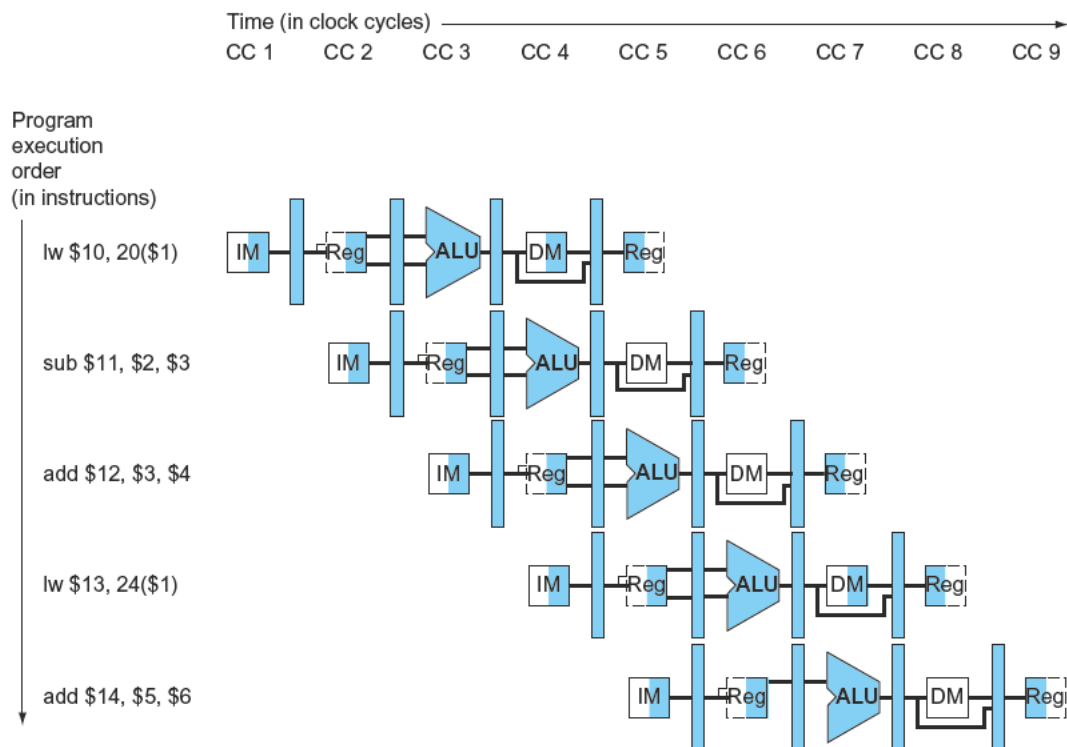 Time (in clock cycles)
CC 1 CC 2 CC 3 CC 4 CC 5 CC 6 CC 7 CC 8 CC 9
Program
execution
order
(in instructions)
lw $10, 20($1) IM Reg ALU DM Reg
sub $11, $2, $3 IM Reg ALU DM Reg
add $12, $3, $4 IM Reg ALU DM Reg
lw $13, 24($1) IM Reg ALU DM Reg
add $14, $5, $6 IM Reg ALU DM Reg